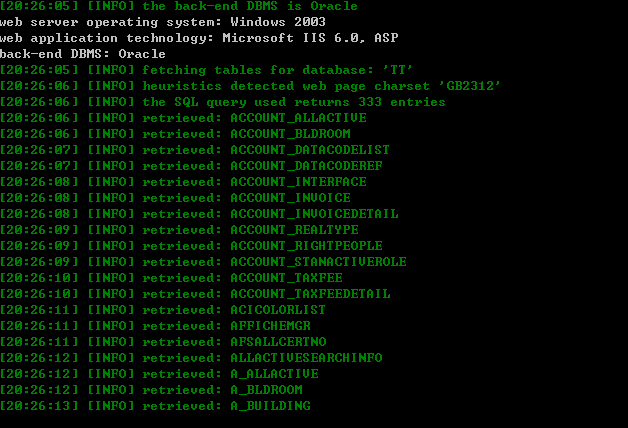 [20:26:05] [INFO] the back-end DBMS is Oracle
web server operating system: Windows 2003
web application technology: Microsoft IIS 6.0, ASP
back-end DBMS: Oracle
[20:26:05] [INFO] fetching tables for database: 'TT'
[20:26:06] [INFO] heuristics detected web page charset 'GB2312'
[20:26:06] [INFO] the SQL query used returns 333 entries
[20:26:06] [INFO] retrieved: ACCOUNT_ALLACTIVE
[20:26:06] [INFO] retrieved: ACCOUNT_BLDROOM
[20:26:07] [INFO] retrieved: ACCOUNT_DATACODELIST
[20:26:07] [INFO] retrieved: ACCOUNT_DATACODEREF
[20:26:08] [INFO] retrieved: ACCOUNT_INTERFACE
[20:26:08] [INFO] retrieved: ACCOUNT_INVOICE
[20:26:08] [INFO] retrieved: ACCOUNT_INVOICEDETAIL
[20:26:09] [INFO] retrieved: ACCOUNT_REALTYPE
[20:26:09] [INFO] retrieved: ACCOUNT_RIGHTPEOPLE
[20:26:09] [INFO] retrieved: ACCOUNT_STANACTIVEROLE
[20:26:10] [INFO] retrieved: ACCOUNT_TAXFEE
[20:26:10] [INFO] retrieved: ACCOUNT_TAXFEEDETAIL
[20:26:11] [INFO] retrieved: ACICOLORLIST
[20:26:11] [INFO] retrieved: AFFICHEMGR
[20:26:11] [INFO] retrieved: AFSALLCERTNO
[20:26:12] [INFO] retrieved: ALLACTIVESEARCHINFO
[20:26:12] [INFO] retrieved: A_ALLACTIVE
[20:26:12] [INFO] retrieved: A_BLDROOM
[20:26:13] [INFO] retrieved: A_BUILDING